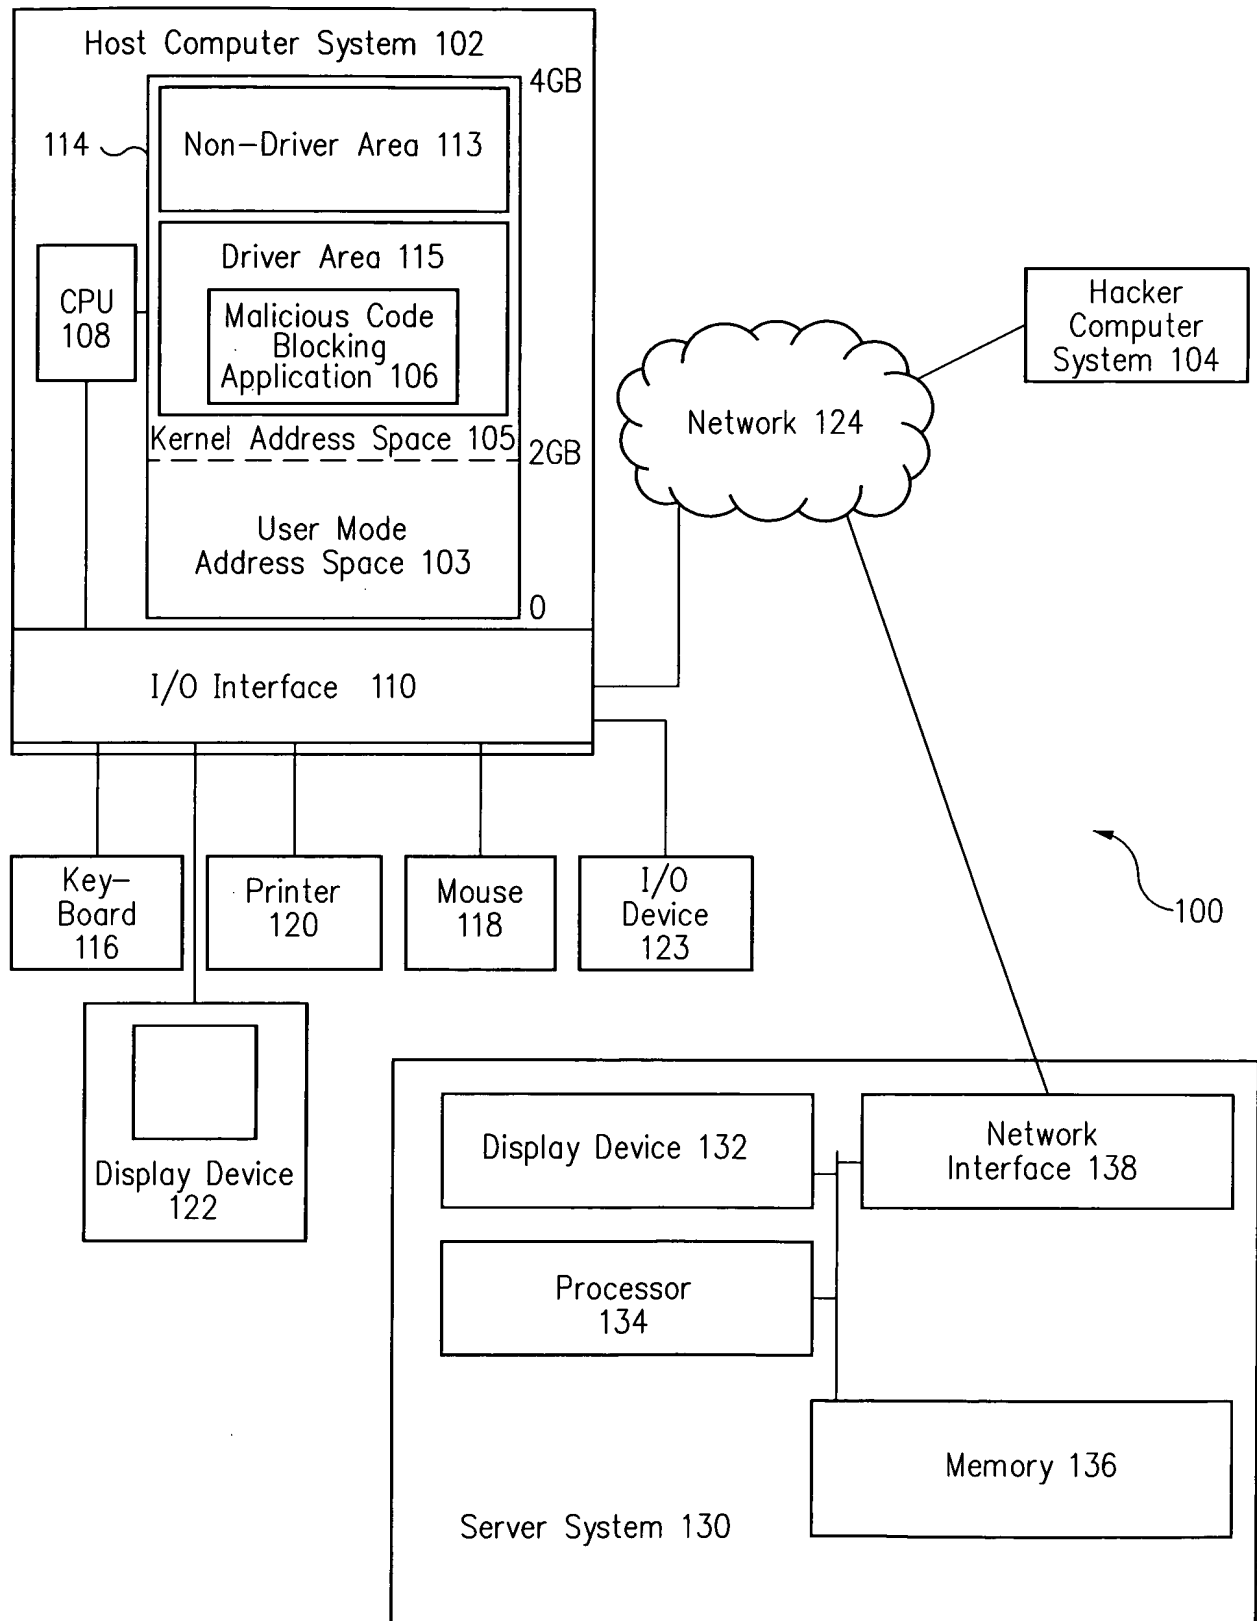 Host Computer System 102
4GB
114
Non-Driver Area 113
Driver Area 115
CPU
108
Malicious Code
Blocking
Application 106
Kernel Address Space 105
2GB
User Mode
Address Space 103
0
I/O Interface 110
Hacker
Computer
System 104
Network 124
Key-
Board
116
Printer
120
Mouse
118
I/O
Device
123
100
Display Device
122
Display Device 132
Network
Interface 138
Processor
134
Memory 136
Server System 130